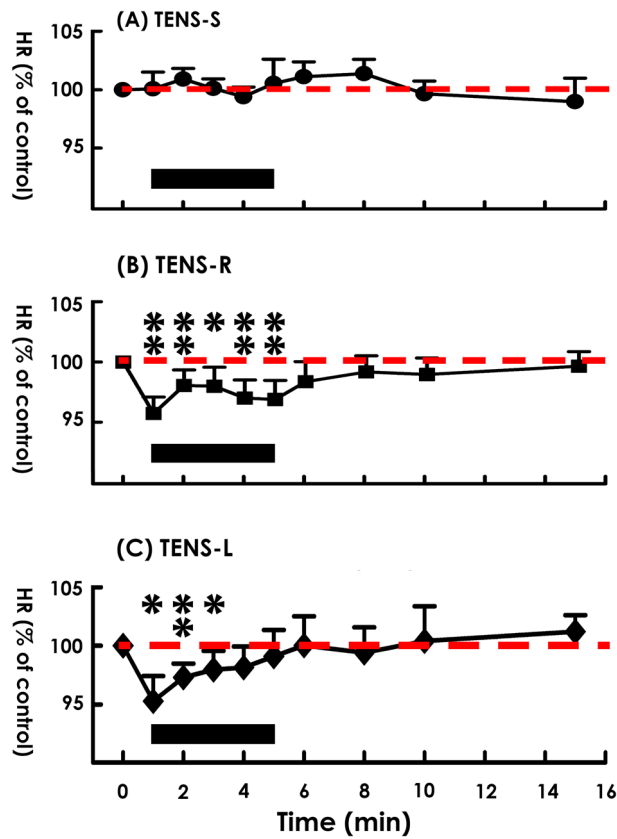 (A) TENS-S
HR (% of control)
105
100
95
(B) TENS-R
HR (% of control)
105
100
95
* * * * *
* * * *
(C) TENS-L
HR (% of control)
105
100
95
* * *
*
0 2 4 6 8 10 12 14 16
Time (min)